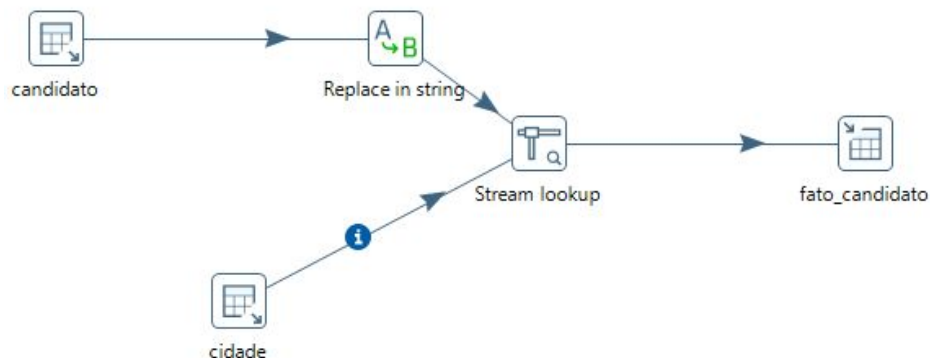 candidato
A
B
Replace in string
Stream lookup
fato_candidato
i
cidade